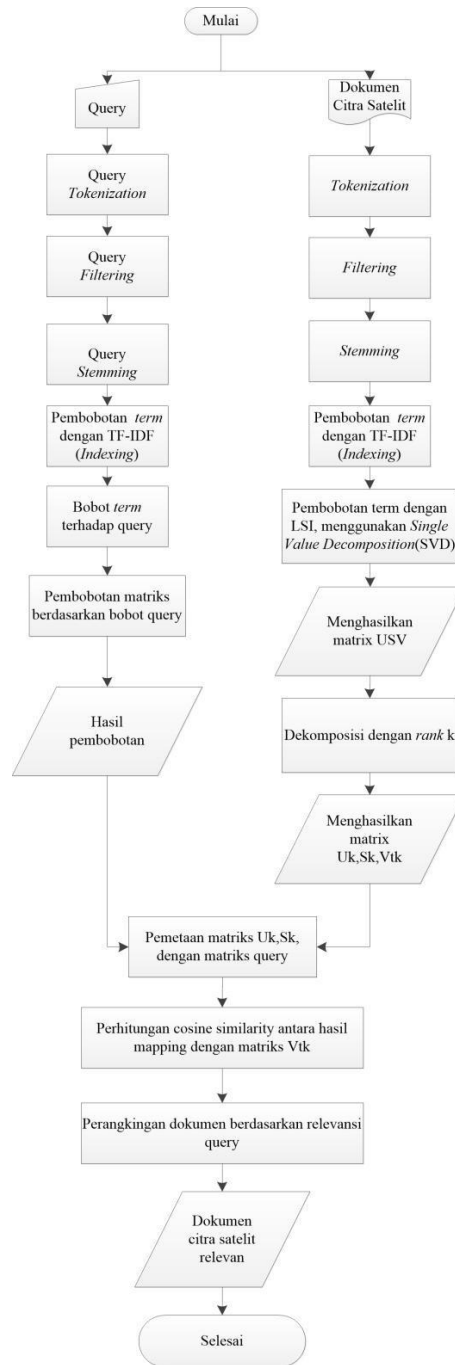 Mulai
Query
Query
Tokenization
Query
Filtering
Query
Stemming
Pembobotan term
dengan TF-IDF
(Indexing)
Bobot term
terhadap query
Pembobotan matriks
berdasarkan bobot query
Hasil
pembobotan
Dokumen
Citra Satelit
Tokenization
Filtering
Stemming
Pembobotan term
dengan TF-IDF
(Indexing)
Pembobotan term dengan
LSI, menggunakan Single
Value Decomposition(SVD)
Menghasilkan
matrix USV
Dekomposisi dengan rank k
Menghasilkan
matrix
Uk,Sk,Vtk
Pemetaan matriks Uk,Sk,
dengan matriks query
Perhitungan cosine similarity antara hasil
mapping dengan matriks Vtk
Perangkingan dokumen berdasarkan relevansi
query
Dokumen
citra satelit
relevan
Selesai